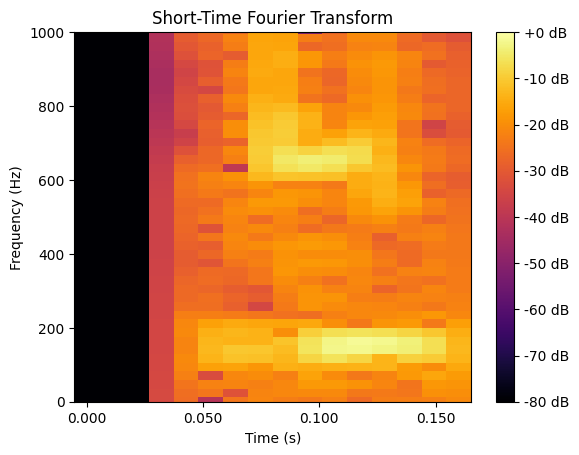 Short-Time Fourier Transform
1000
800
600
400
200
0
Frequency (Hz)
0.000
0.050
0.100
0.150
Time (s)
+0 dB
-10 dB
-20 dB
-30 dB
-40 dB
-50 dB
-60 dB
-70 dB
-80 dB